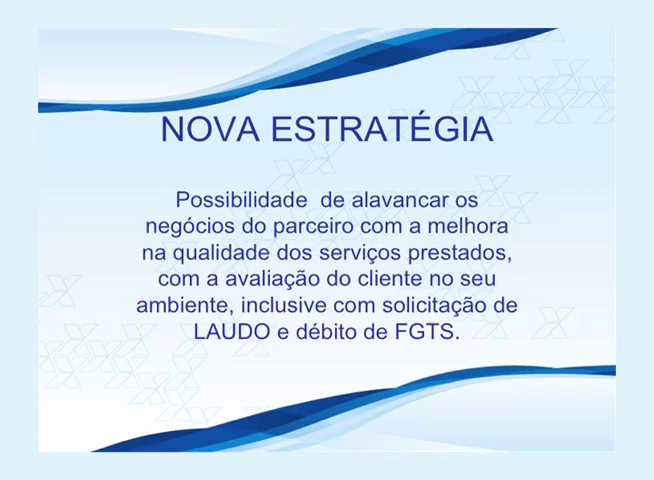 NOVA ESTRATÉGIA
Possibilidade  de alavancar os
negócios do parceiro com a melhora
na qualidade dos serviços prestados,
com a avaliação do cliente no seu
ambiente, inclusive com solicitação de
LAUDO e débito de FGTS.